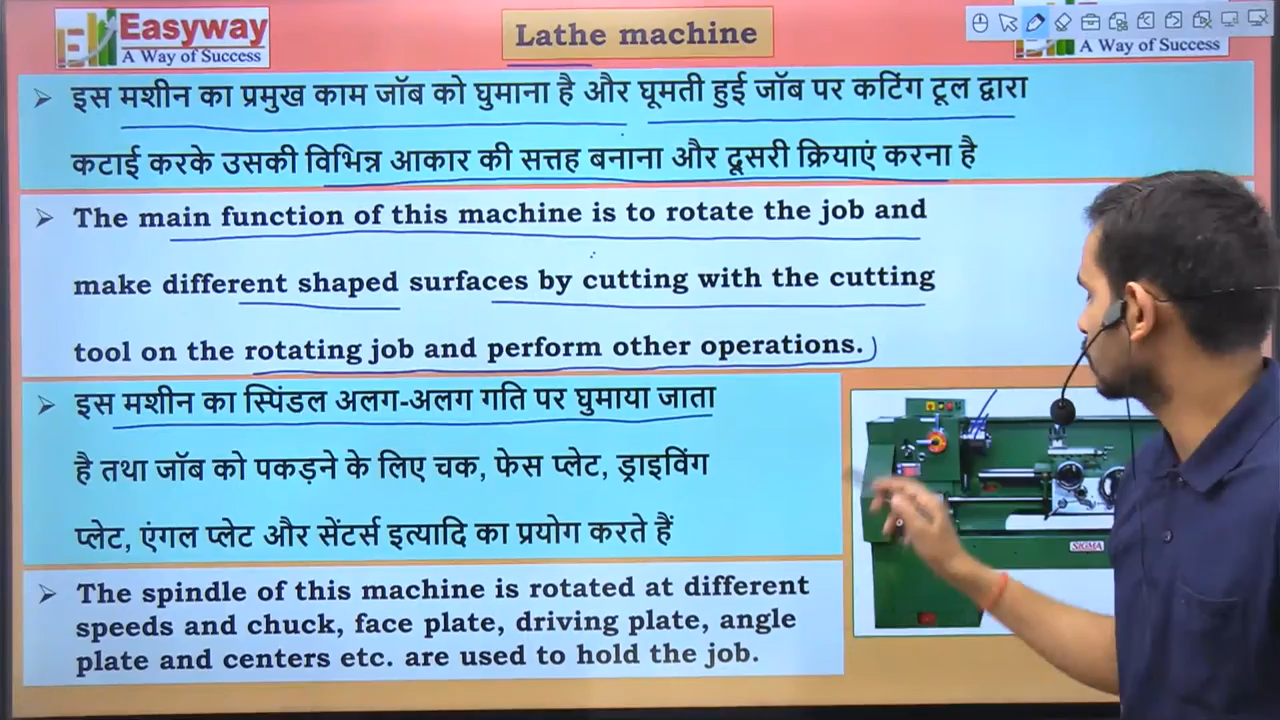 Easyway
A Way of Success
Lathe machine
A Way of Success
इस मशीन का प्रमुख काम जॉब को घुमाना है और घूमती हुई जॉब पर कटिंग टूल द्वारा
कटाई करके उसकी विभिन्न आकार की सत्तह बनाना और दूसरी क्रियाएं करना है
The main function of this machine is to rotate the job and
make different shaped surfaces by cutting with the cutting
tool on the rotating job and perform other operations.
इस मशीन का स्पिंडल अलग-अलग गति पर घुमाया जाता
है तथा जॉब को पकड़ने के लिए चक, फेस प्लेट, ड्राइविंग
प्लेट, एंगल प्लेट और सेंटर्स इत्यादि का प्रयोग करते हैं
SIGMA
The spindle of this machine is rotated at different
speeds and chuck, face plate, driving plate, angle
plate and centers etc. are used to hold the job.